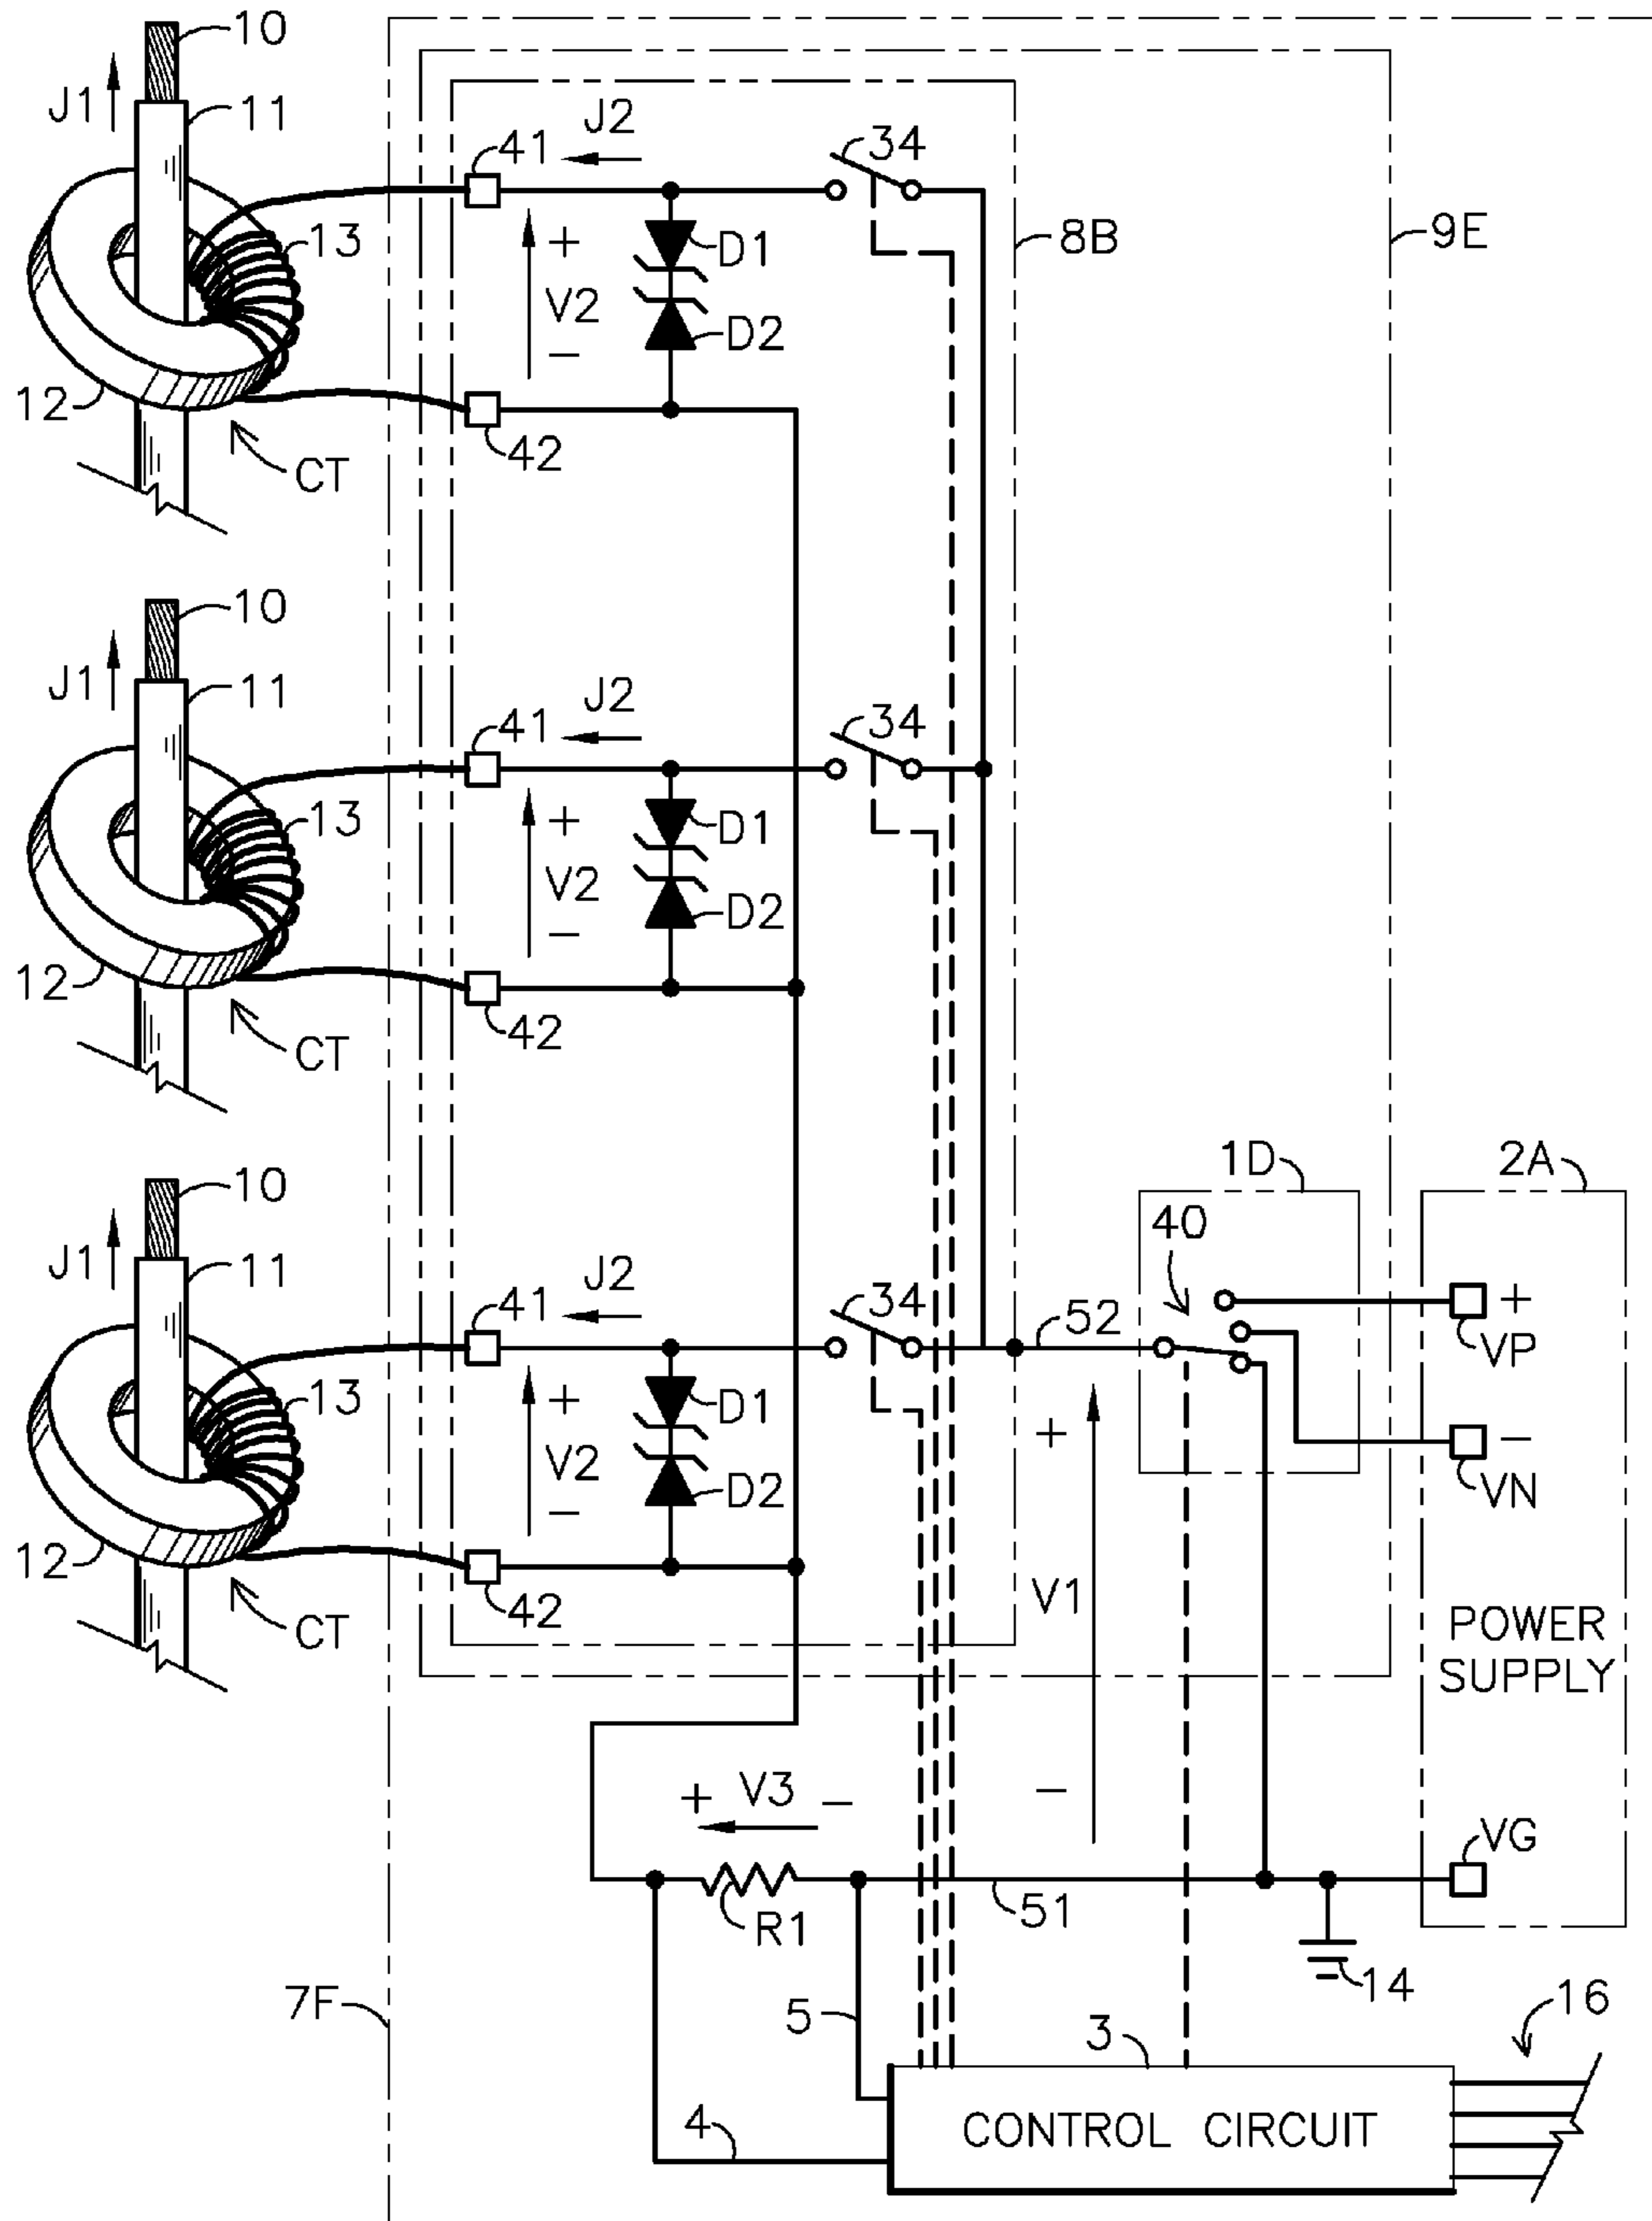 10
J1
11
J2
41
34
13
+
V2
−
D1
D2
8B
9E
12
42
CT
10
J1
11
J2
41
34
13
+
V2
−
D1
D2
12
42
CT
10
J1
11
J2
41
34
13
+
V2
−
D1
D2
12
42
CT
1D
2A
40
52
+
VP
−
VN
+
V1
−
POWER
SUPPLY
+ V3 −
VG
R1
51
14
7F
5
3
16
4
CONTROL CIRCUIT